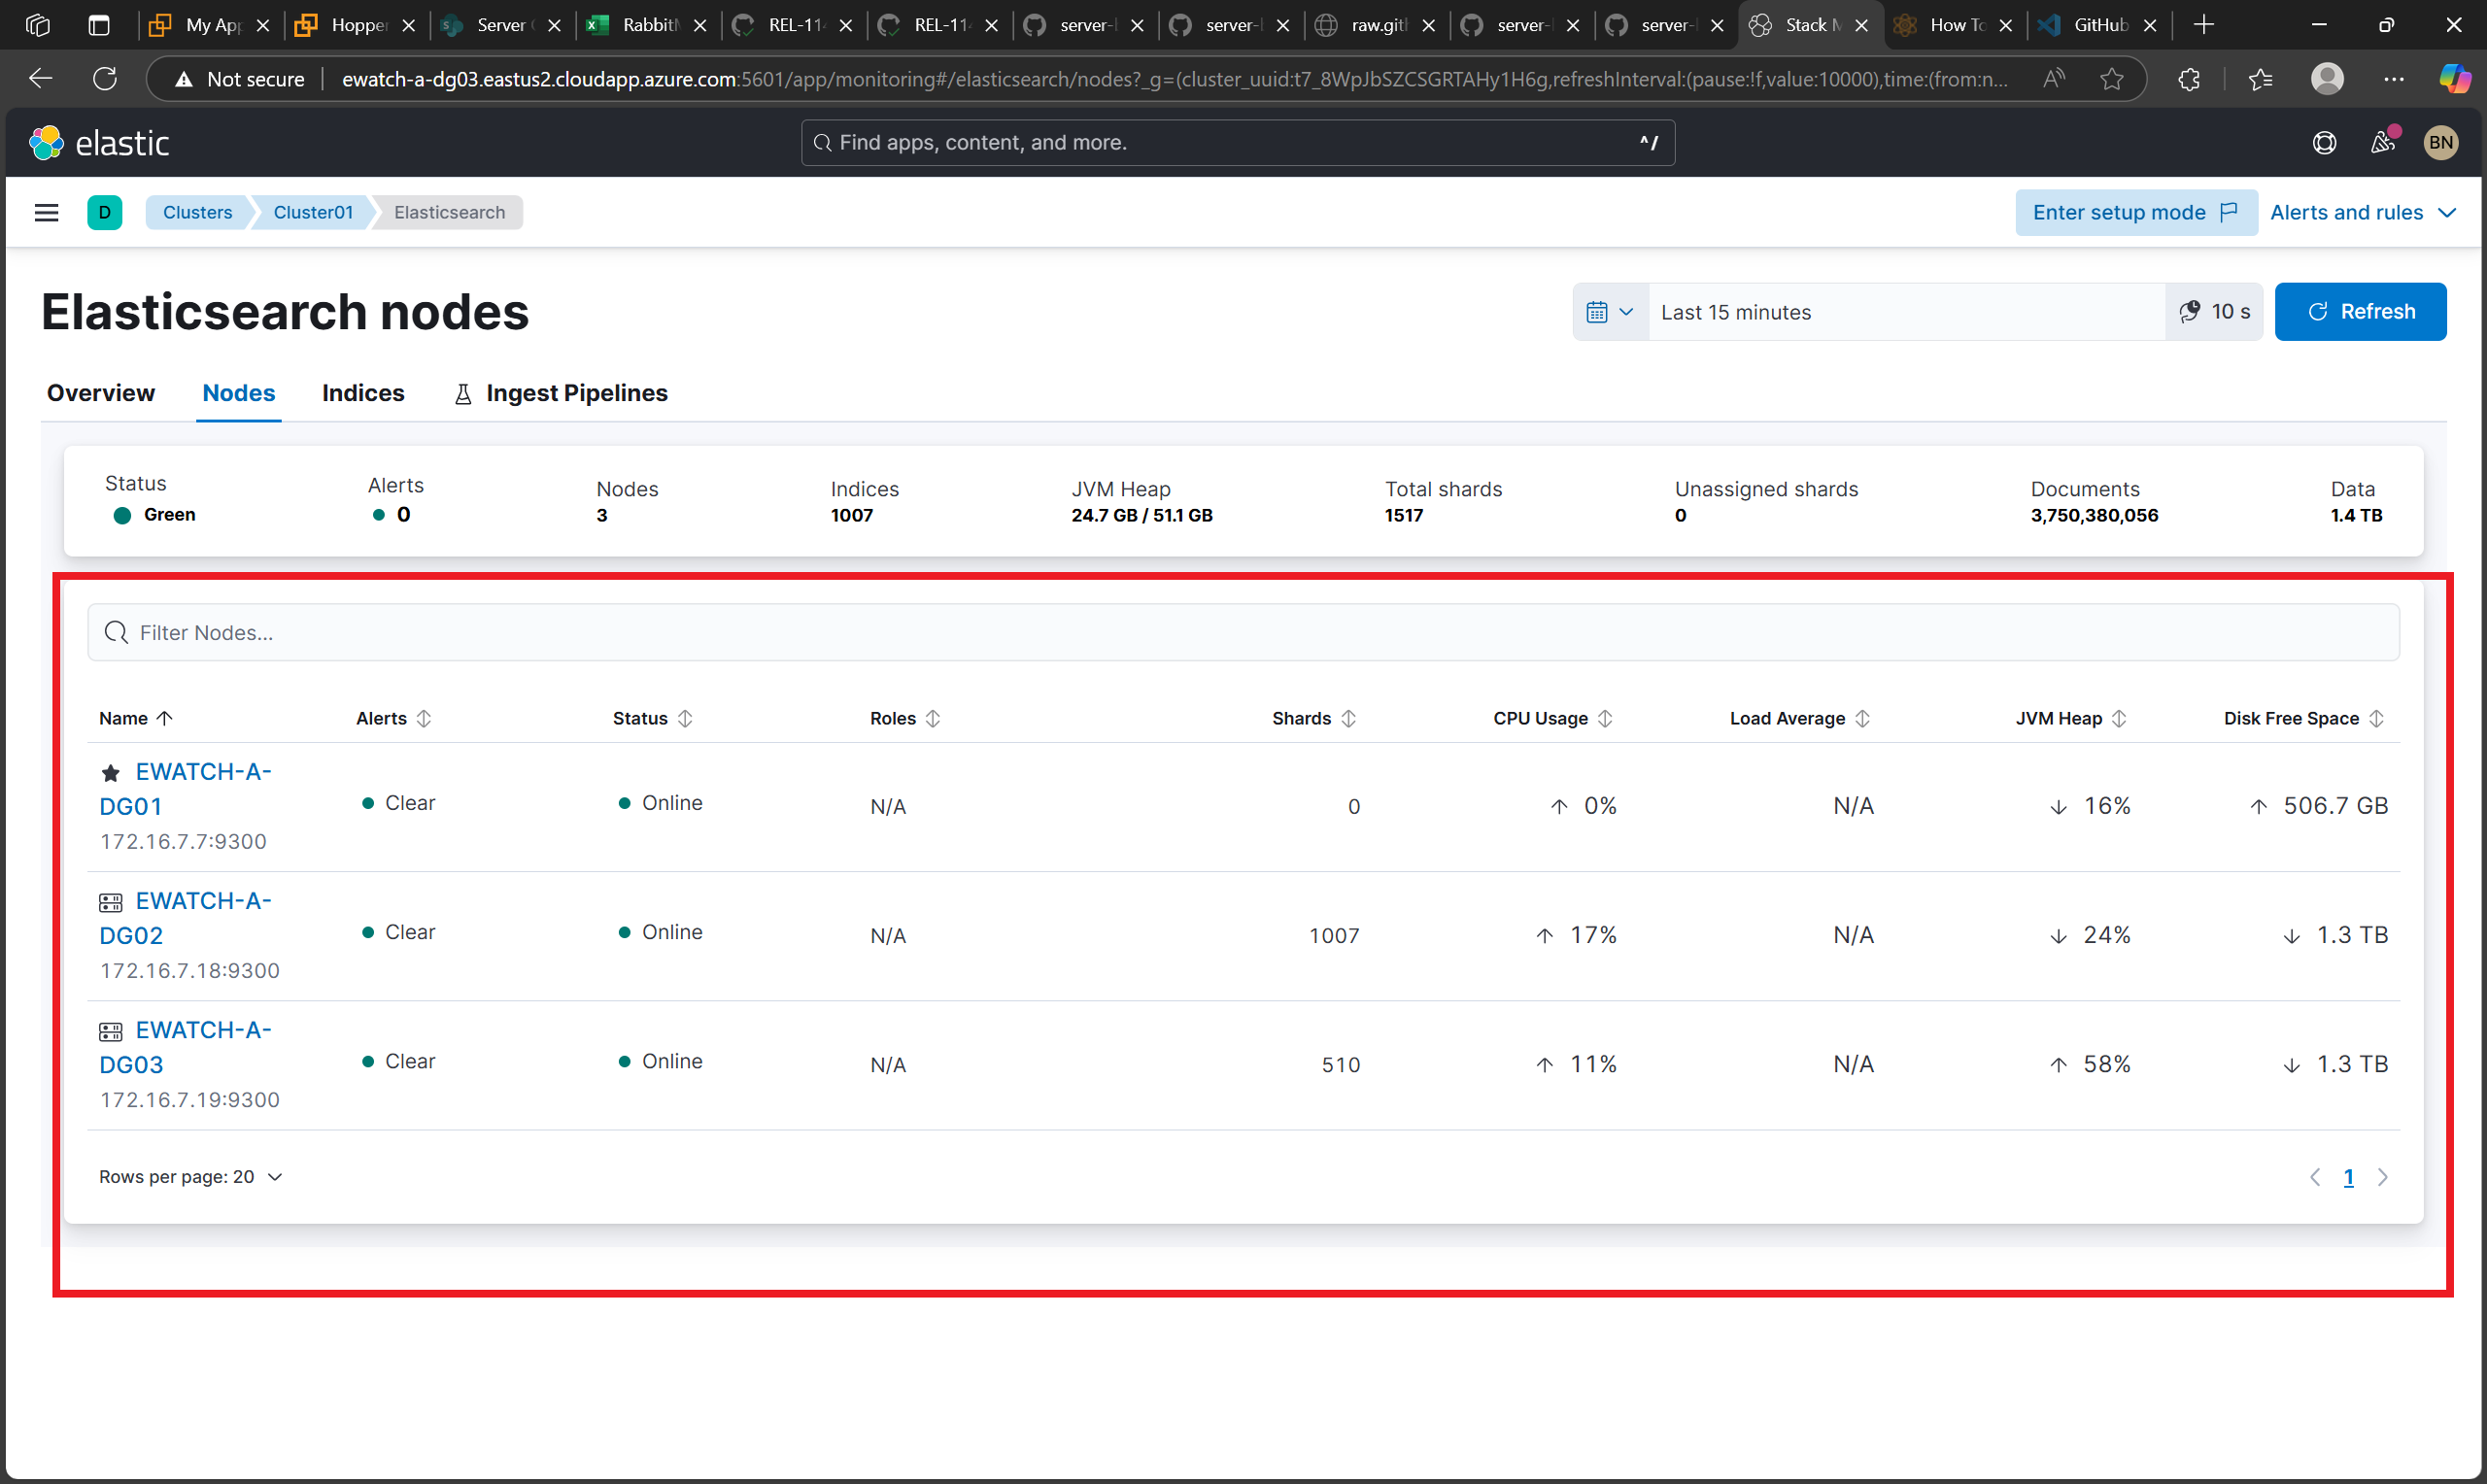 My Ap
Hopper
Server
Rabbit
REL-11
REL-11
server-
server-
raw.git
server-
server-
Stack
How To
GitHub
Not secure
ewatch-a-dg03.eastus2.cloudapp.azure.com:5601/app/monitoring#/elasticsearch/nodes?_g=(cluster_uuid:t7_8WpJbSZCSGRTAHy1H6g,refreshInterval:(pause:!f,value:10000),time:(from:n...
elastic
Find apps, content, and more.
^/
BN
D
Clusters
Cluster01
Elasticsearch
Enter setup mode
Alerts and rules
Elasticsearch nodes
Last 15 minutes
10 s
Refresh
Overview
Nodes
Indices
Ingest Pipelines
Status
Green
Alerts
0
Nodes
3
Indices
1007
JVM Heap
24.7 GB / 51.1 GB
Total shards
1517
Unassigned shards
0
Documents
3,750,380,056
Data
1.4 TB
Filter Nodes...
Name Alerts Status Roles Shards CPU Usage Load Average JVM Heap Disk Free Space
EWATCH-A-
DG01
172.16.7.7:9300
Clear
Online
N/A
0
0%
N/A
16%
506.7 GB
EWATCH-A-
DG02
172.16.7.18:9300
Clear
Online
N/A
1007
17%
N/A
24%
1.3 TB
EWATCH-A-
DG03
172.16.7.19:9300
Clear
Online
N/A
510
11%
N/A
58%
1.3 TB
Rows per page: 20
1